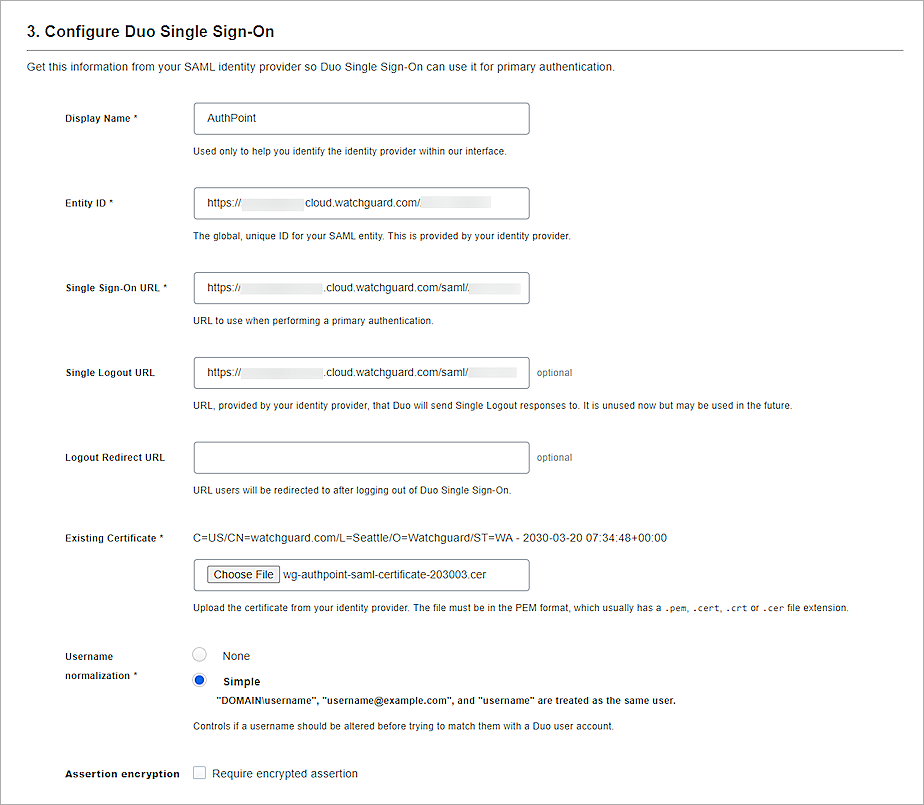 3. Configure Duo Single Sign-On
Get this information from your SAML identity provider so Duo Single Sign-On can use it for primary authentication.
Display Name *
AuthPoint
Used only to help you identify the identity provider within our interface.
Entity ID *
https:// cloud.watchguard.com/
The global, unique ID for your SAML entity. This is provided by your identity provider.
Single Sign-On URL *
https:// .cloud.watchguard.com/saml/
URL to use when performing a primary authentication.
Single Logout URL
https:// .cloud.watchguard.com/saml/
optional
URL, provided by your identity provider, that Duo will send Single Logout responses to. It is unused now but may be used in the future.
Logout Redirect URL
optional
URL users will be redirected to after logging out of Duo Single Sign-On.
Existing Certificate *
C=US/CN=watchguard.com/L=Seattle/O=Watchguard/ST=WA - 2030-03-20 07:34:48+00:00
Choose File wg-authpoint-saml-certificate-203003.cer
Upload the certificate from your identity provider. The file must be in the PEM format, which usually has a .pem, .cert, .crt or .cer file extension.
Username
normalization *
None
Simple
"DOMAIN\username", "username@example.com", and "username" are treated as the same user.
Controls if a username should be altered before trying to match them with a Duo user account.
Assertion encryption
Require encrypted assertion